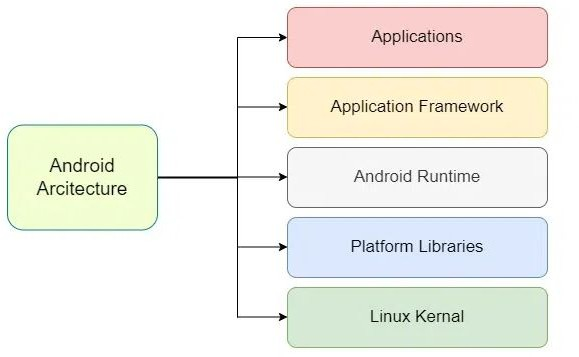 Android
Arcitecture
Applications
Application Framework
Android Runtime
Platform Libraries
Linux Kernal